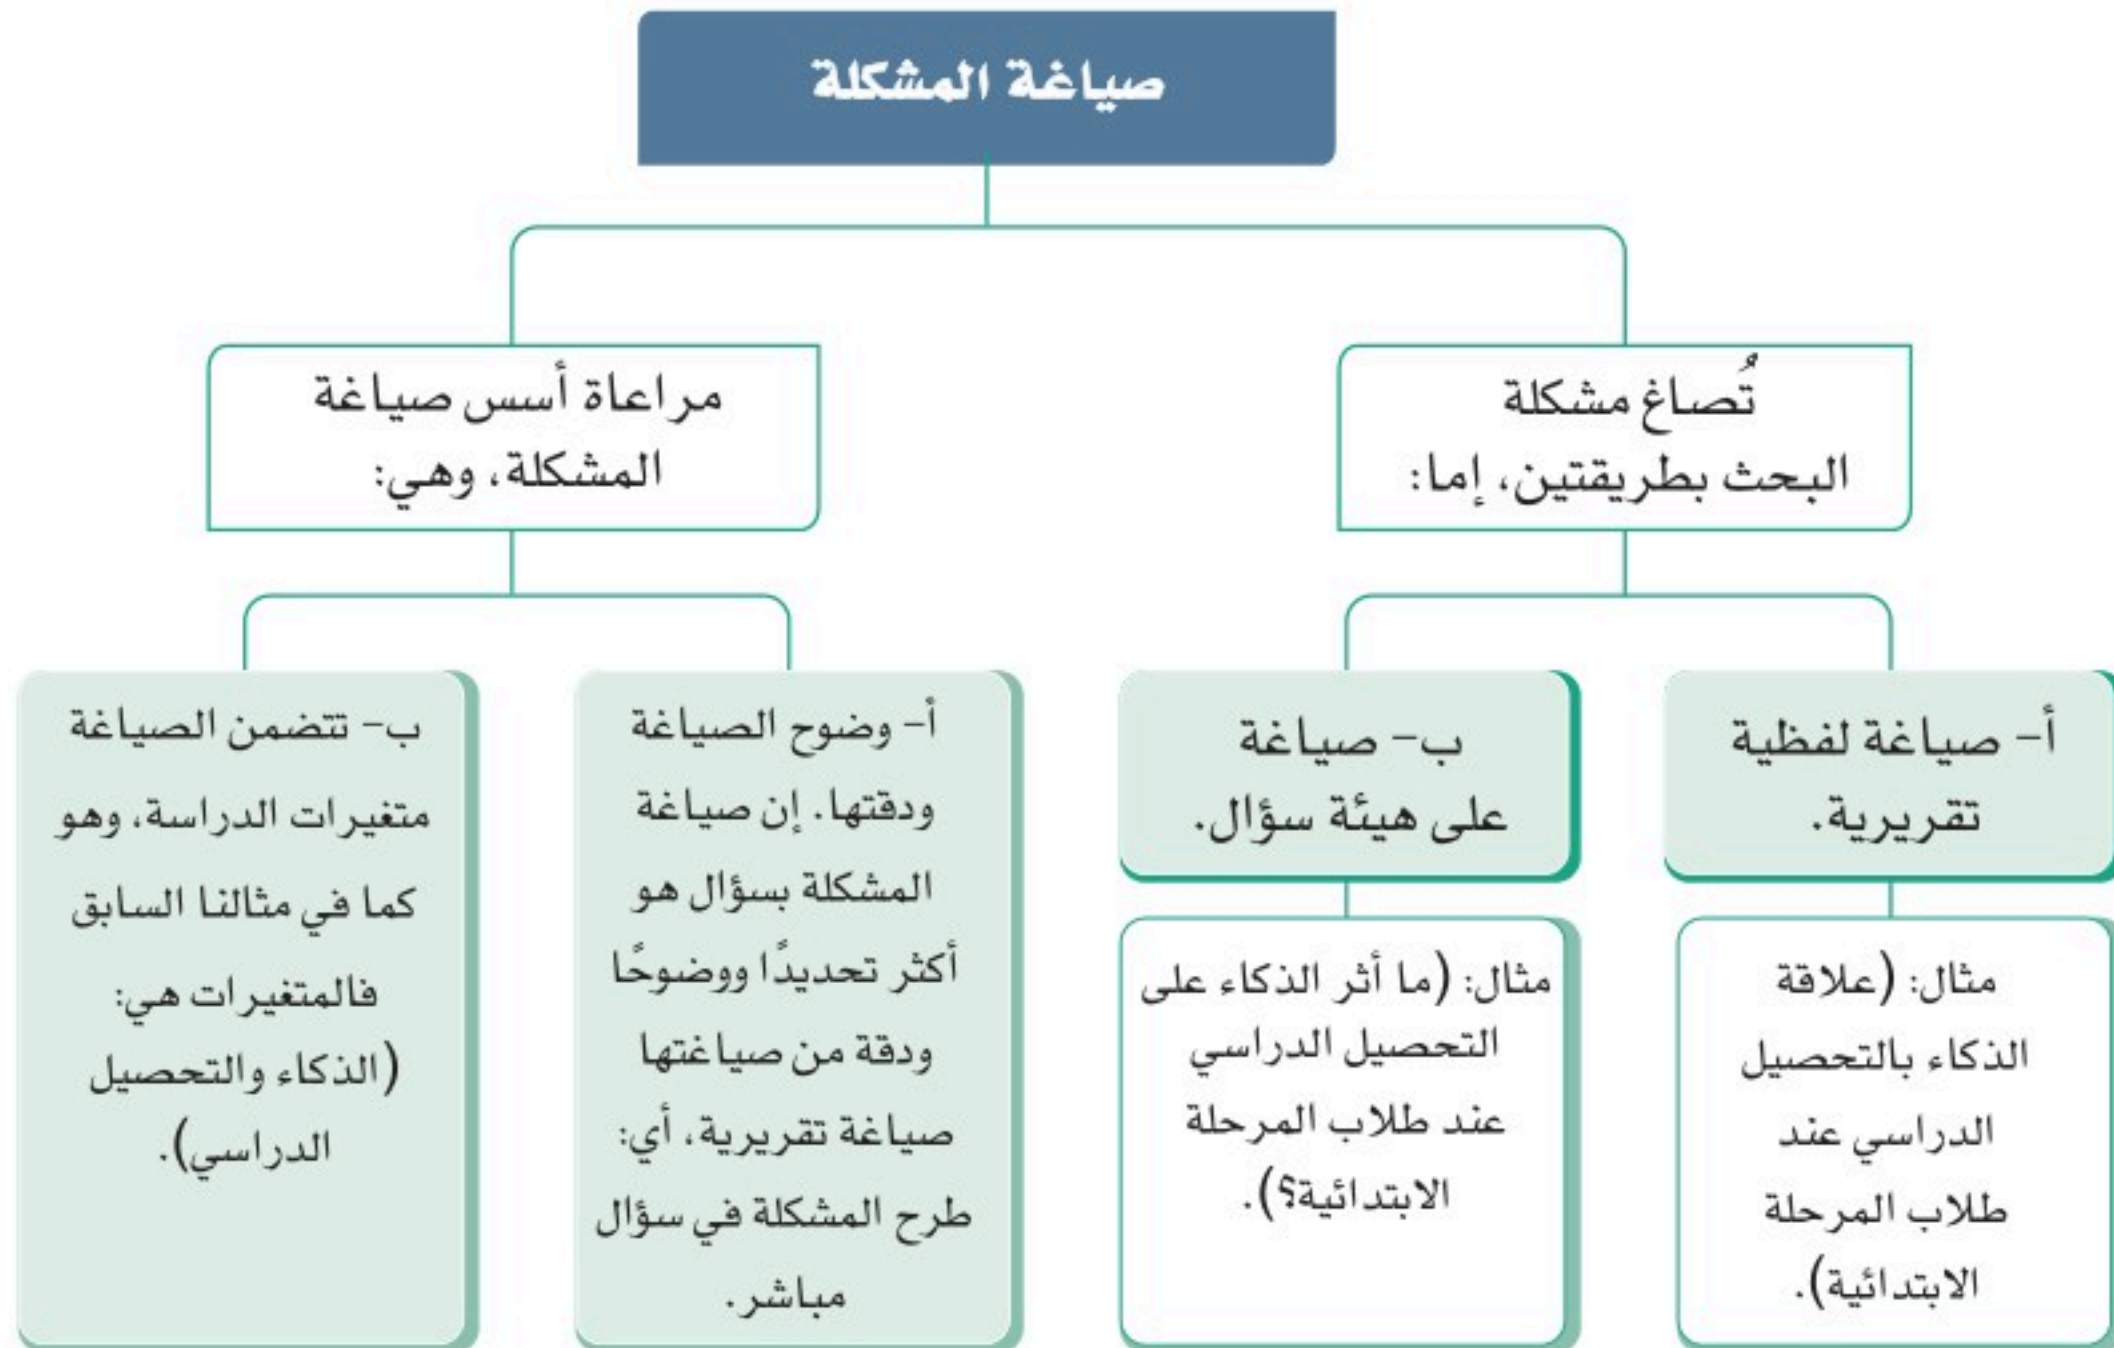 صياغة المشكلة
تُصاغ مشكلة
البحث بطريقتين، إما:
أ- صياغة لفظية
تقريرية.
مثال: (علاقة
الذكاء بالتحصيل
الدراسي عند
طلاب المرحلة
الابتدائية).
ب- صياغة
على هيئة سؤال.
مثال: (ما أثر الذكاء على
التحصيل الدراسي
عند طلاب المرحلة
الابتدائية؟).
مراعاة أسس صياغة
المشكلة، وهي:
أ- وضوح الصياغة
ودقتها. إن صياغة
المشكلة بسؤال هو
أكثر تحديدًا ووضوحًا
ودقة من صياغتها
صياغة تقريرية، أي:
طرح المشكلة في سؤال
مباشر.
ب- تتضمن الصياغة
متغيرات الدراسة، وهو
كما في مثالنا السابق
فالمتغيرات هي:
(الذكاء والتحصيل
الدراسي).